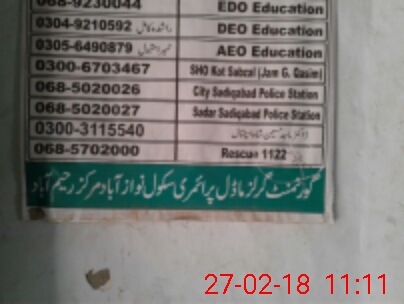 068-9230044 EDO Education
0304-9210592 راشدہ کامل DEO Education
0305-6490879 AEO Education
0300-6703467 SHO Kot Sabzal (Jam G. Qasim)
068-5020026 City Sadiqabad Police Station
068-5020027 Sadar Sadiqabad Police Station
0300-3115540
068-5702000 Rescue 1122
گورنمنٹ گرلز ماڈل پرائمری سکول نواز آباد مرکز رحیم آباد
27-02-18 11:11